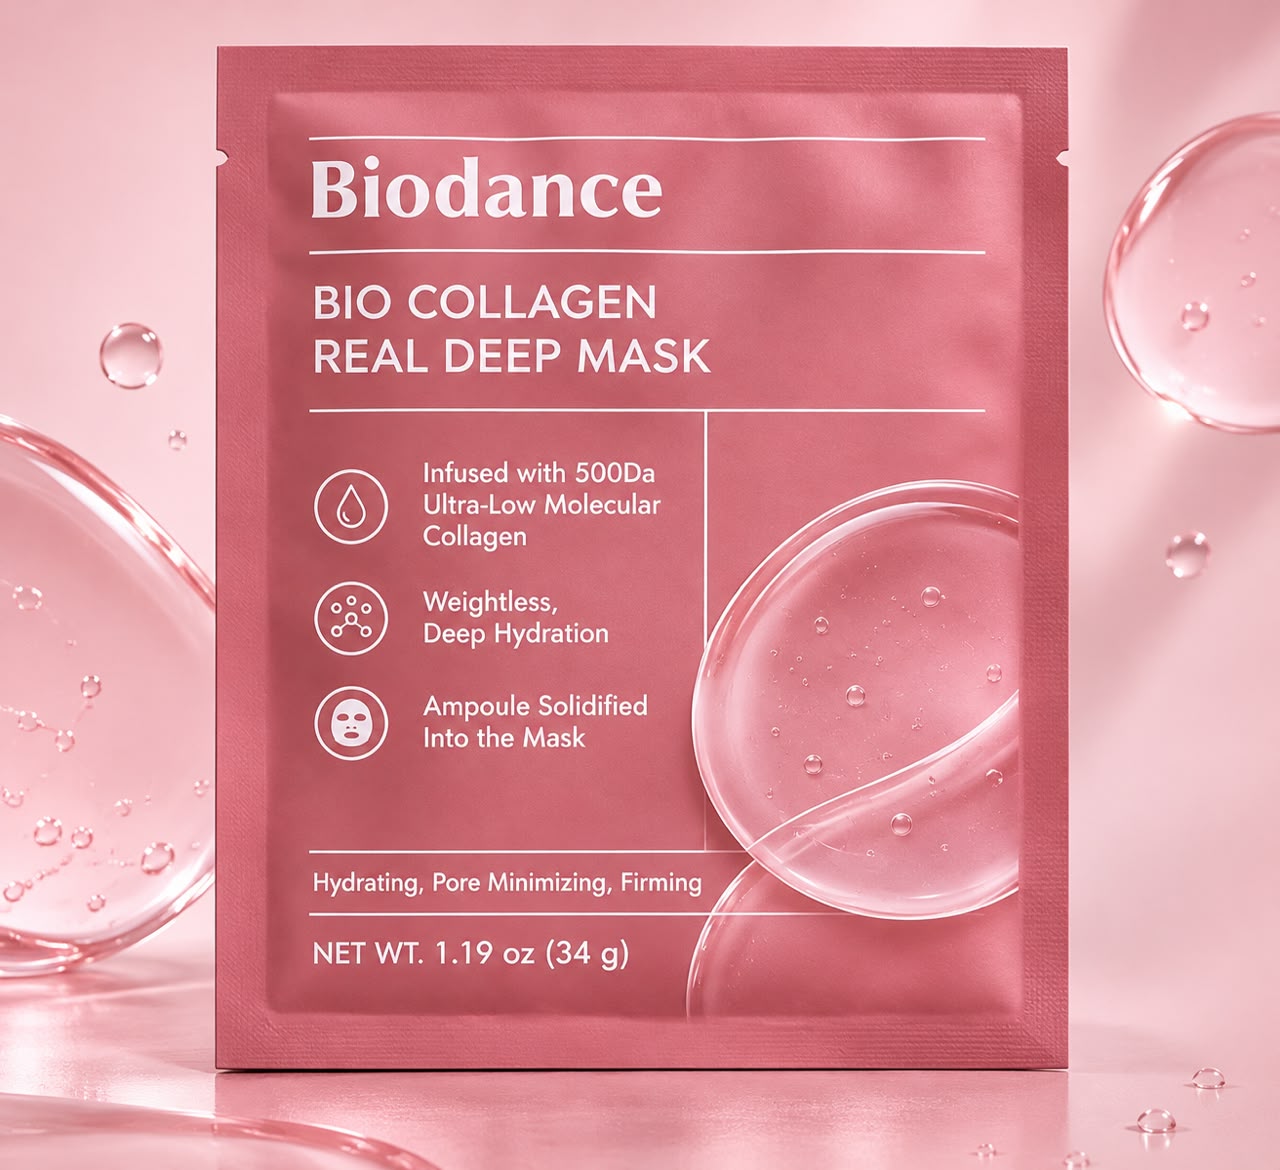 Biodance
BIO COLLAGEN
REAL DEEP MASK
Infused with 500Da
Ultra-Low Molecular
Collagen
Weightless,
Deep Hydration
Ampoule Solidified
Into the Mask
Hydrating, Pore Minimizing, Firming
NET WT. 1.19 oz (34 g)